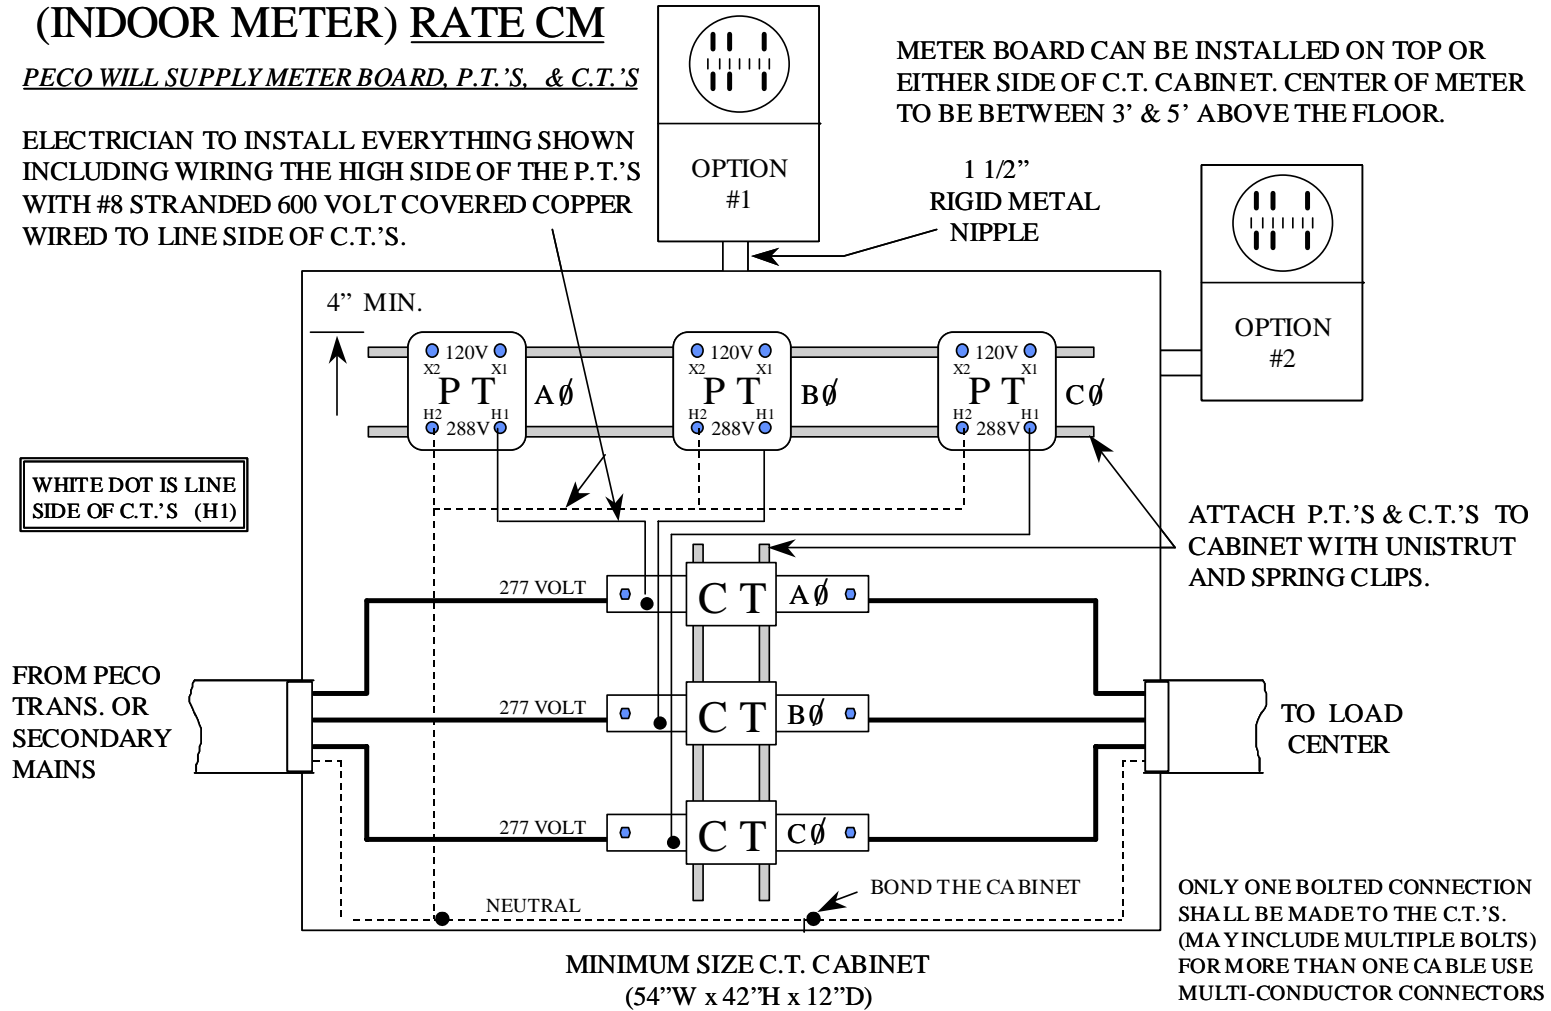 (INDOOR METER) RATE CM
PECO WILL SUPPLY METER BOARD, P.T.'S, & C.T.'S
ELECTRICIAN TO INSTALL EVERYTHING SHOWN
INCLUDING WIRING THE HIGH SIDE OF THE P.T.'S
WITH #8 STRANDED 600 VOLT COVERED COPPER
WIRED TO LINE SIDE OF C.T.'S.
OPTION
#1
METER BOARD CAN BE INSTALLED ON TOP OR
EITHER SIDE OF C.T. CABINET. CENTER OF METER
TO BE BETWEEN 3' & 5' ABOVE THE FLOOR.
1 1/2”
RIGID METAL
NIPPLE
OPTION
#2
4” MIN.
120V
X2 X1
P T
H2 H1
288V
AØ
120V
X2 X1
P T
H2 H1
288V
BØ
120V
X2 X1
P T
H2 H1
288V
CØ
WHITE DOT IS LINE
SIDE OF C.T.'S (H1)
ATTACH P.T.'S & C.T.'S TO
CABINET WITH UNISTRUT
AND SPRING CLIPS.
277 VOLT
C T
AØ
277 VOLT
C T
BØ
277 VOLT
C T
CØ
FROM PECO
TRANS. OR
SECONDARY
MAINS
TO LOAD
CENTER
NEUTRAL
BOND THE CABINET
ONLY ONE BOLTED CONNECTION
SHALL BE MADE TO THE C.T.'S.
(MAY INCLUDE MULTIPLE BOLTS)
FOR MORE THAN ONE CABLE USE
MULTI-CONDUCTOR CONNECTORS
MINIMUM SIZE C.T. CABINET
(54”W x 42”H x 12”D)